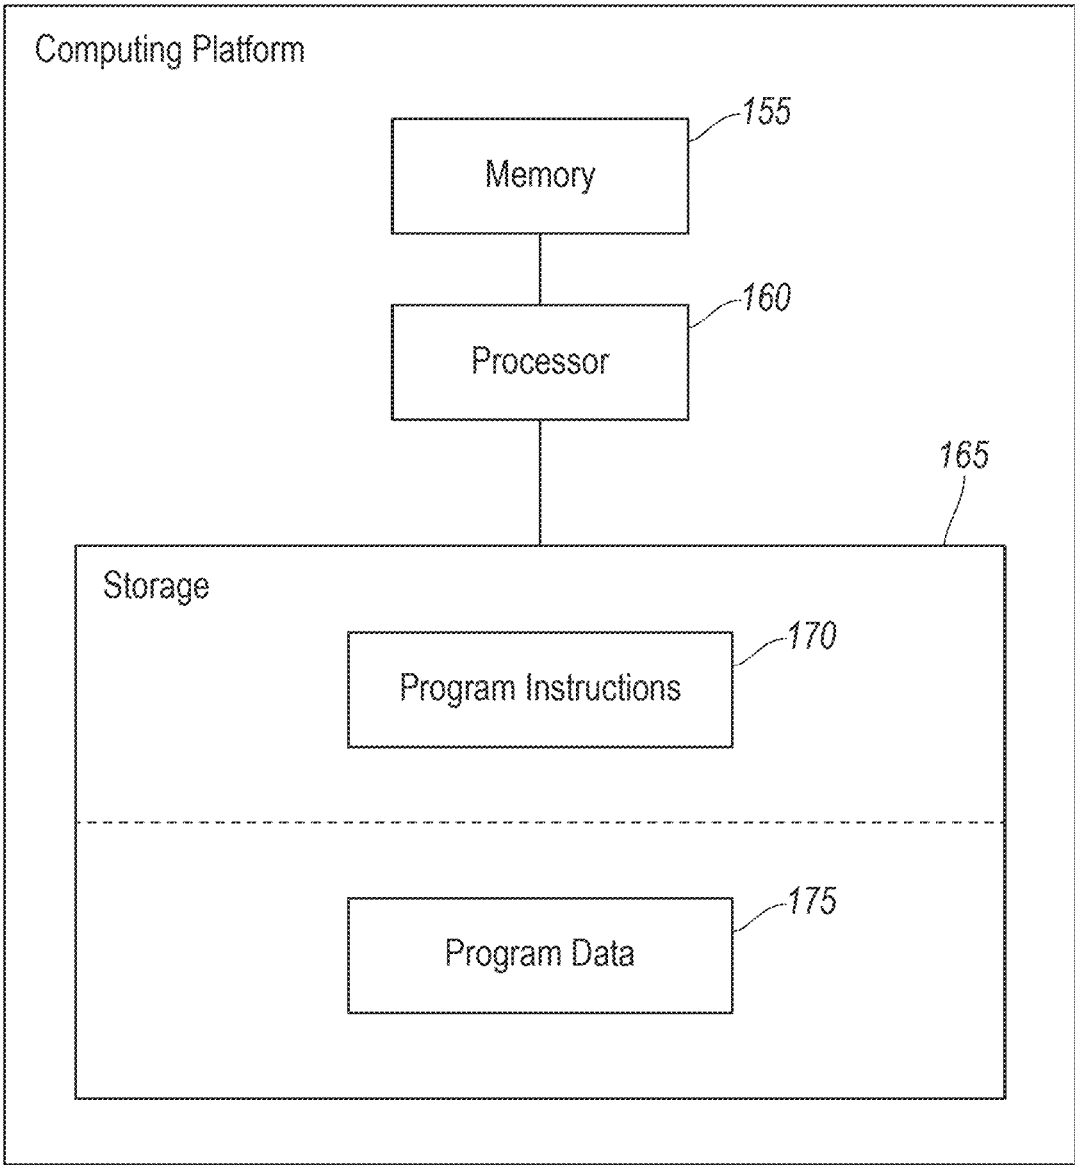 Computing Platform
155
Memory
160
Processor
165
Storage
170
Program Instructions
175
Program Data